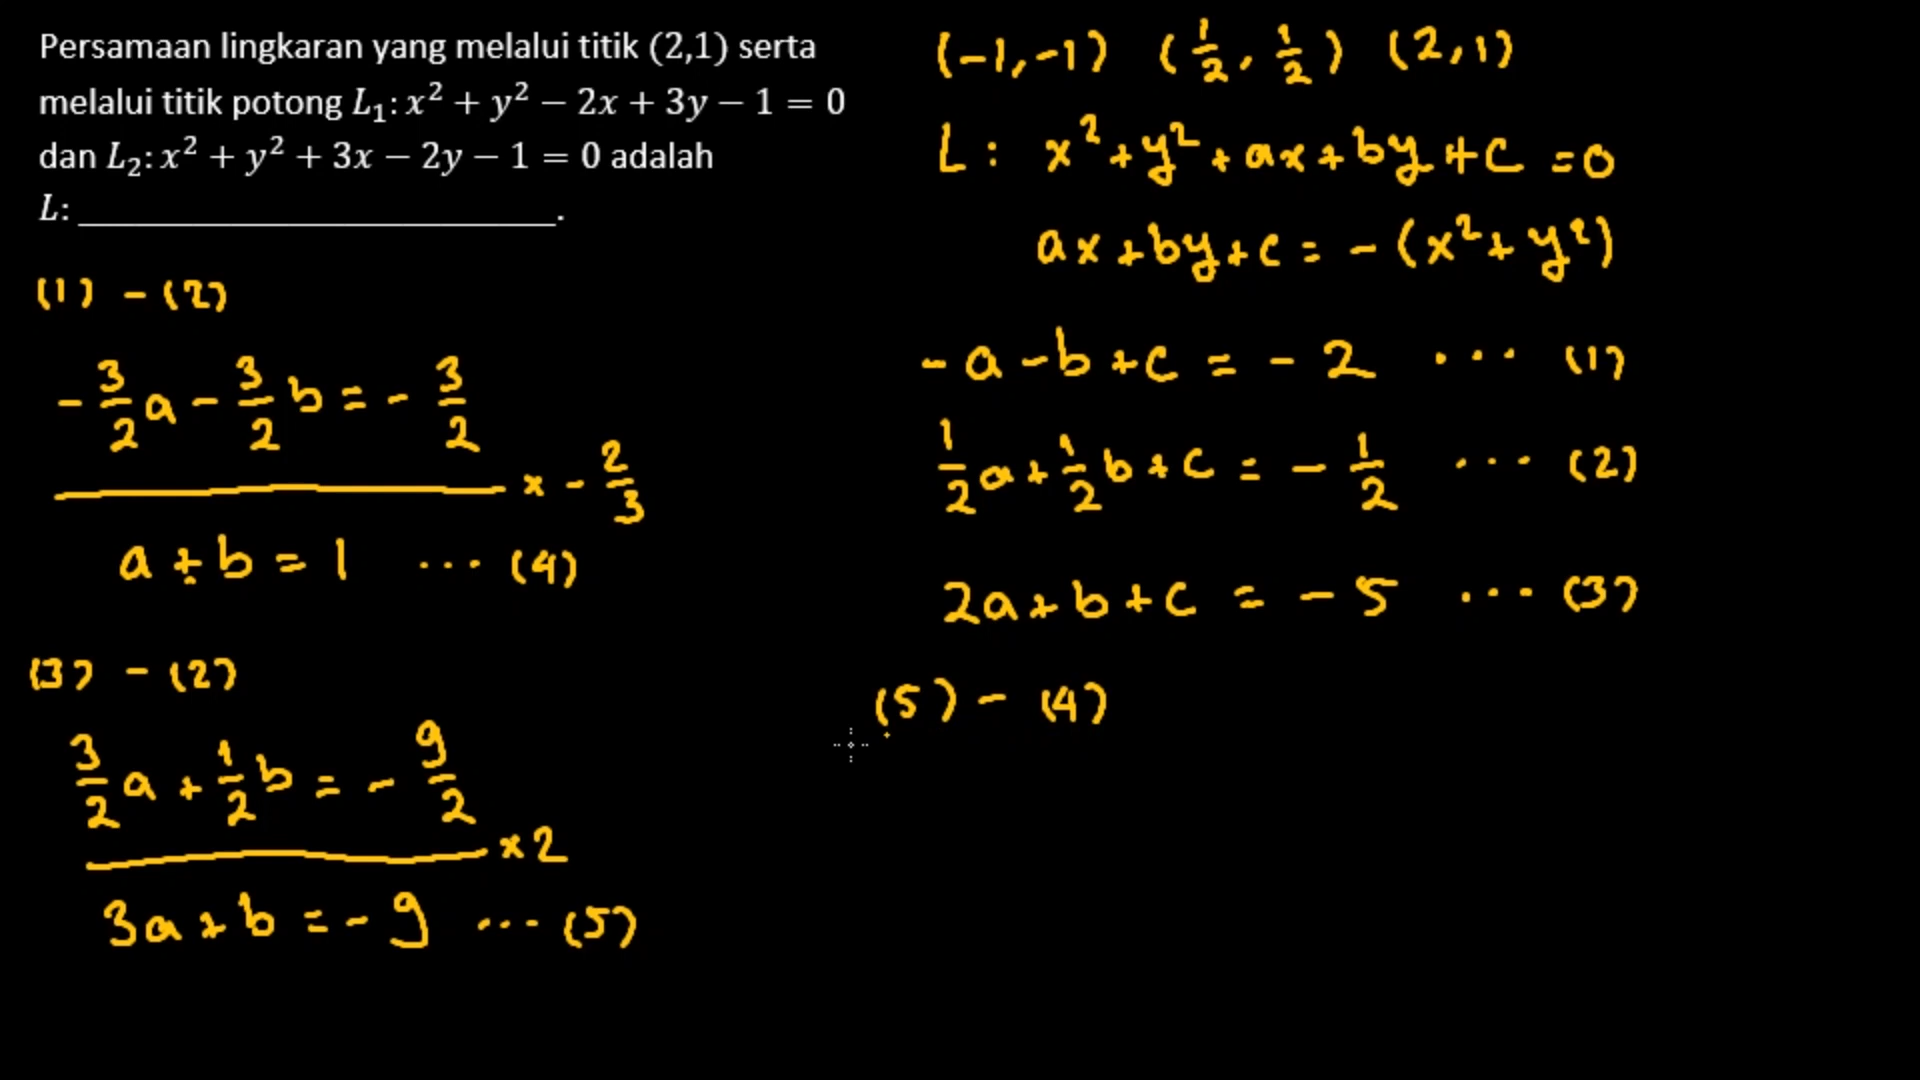 Persamaan lingkaran yang melalui titik (2,1) serta
melalui titik potong L₁: x² + y² − 2x + 3y − 1 = 0
dan L₂: x² + y² + 3x − 2y − 1 = 0 adalah
L: ______________________.
(1) - (2)
-3/2 a - 3/2 b = - 3/2
x - 2/3
a + b = 1 ... (4)
(3) - (2)
3/2 a + 1/2 b = - 9/2
x 2
3a + b = - 9 ... (5)
(-1,-1) (1/2, 1/2) (2,1)
L: x² + y² + ax + by + c = 0
ax + by + c = - (x² + y²)
-a - b + c = - 2 ... (1)
1/2 a + 1/2 b + c = - 1/2 ... (2)
2a + b + c = - 5 ... (3)
(5) - (4)